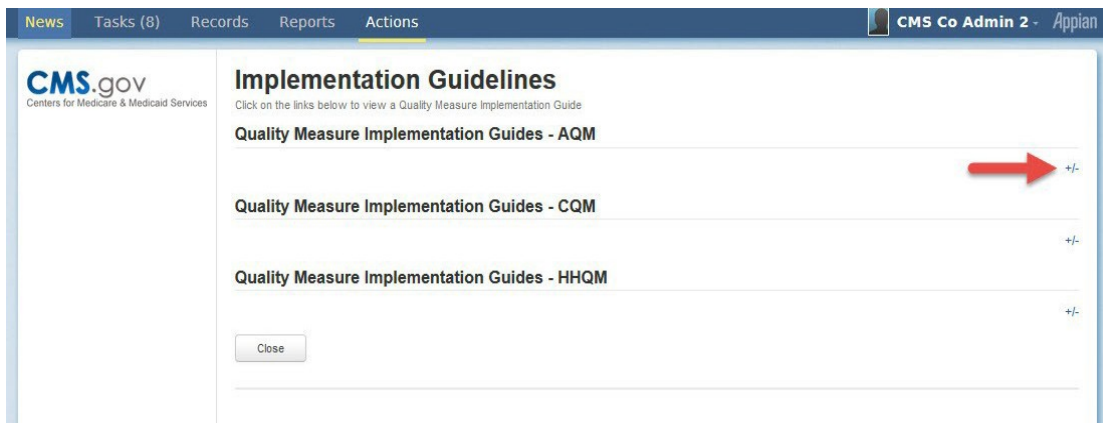 News Tasks (8) Records Reports Actions CMS Co Admin 2 - Appian
CMS.gov
Centers for Medicare & Medicaid Services
Implementation Guidelines
Click on the links below to view a Quality Measure Implementation Guide
Quality Measure Implementation Guides - AQM
+/-
Quality Measure Implementation Guides - CQM
+/-
Quality Measure Implementation Guides - HHQM
+/-
Close